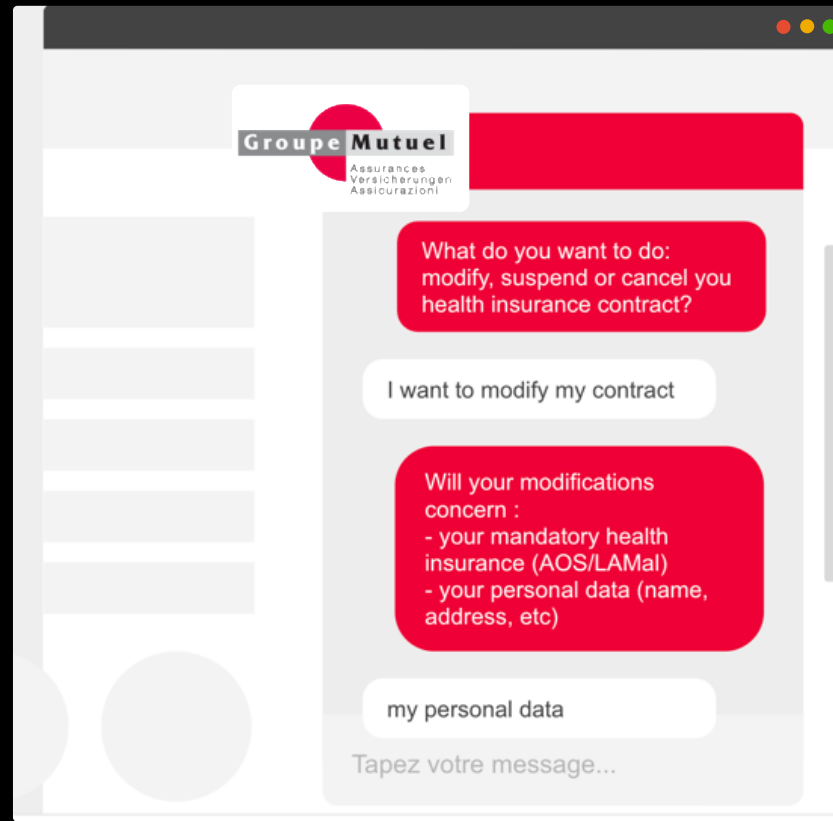 Groupe Mutuel
Assurances
Versicherungen
Assicurazioni
What do you want to do:
modify, suspend or cancel you
health insurance contract?
I want to modify my contract
Will your modifications
concern :
- your mandatory health
insurance (AOS/LAMal)
- your personal data (name,
address, etc)
my personal data
Tapez votre message...